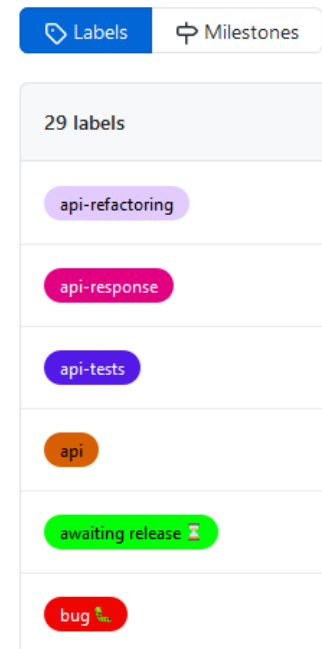 Labels Milestones
29 labels
api-refactoring
api-response
api-tests
api
awaiting release ⏳
bug 🐛